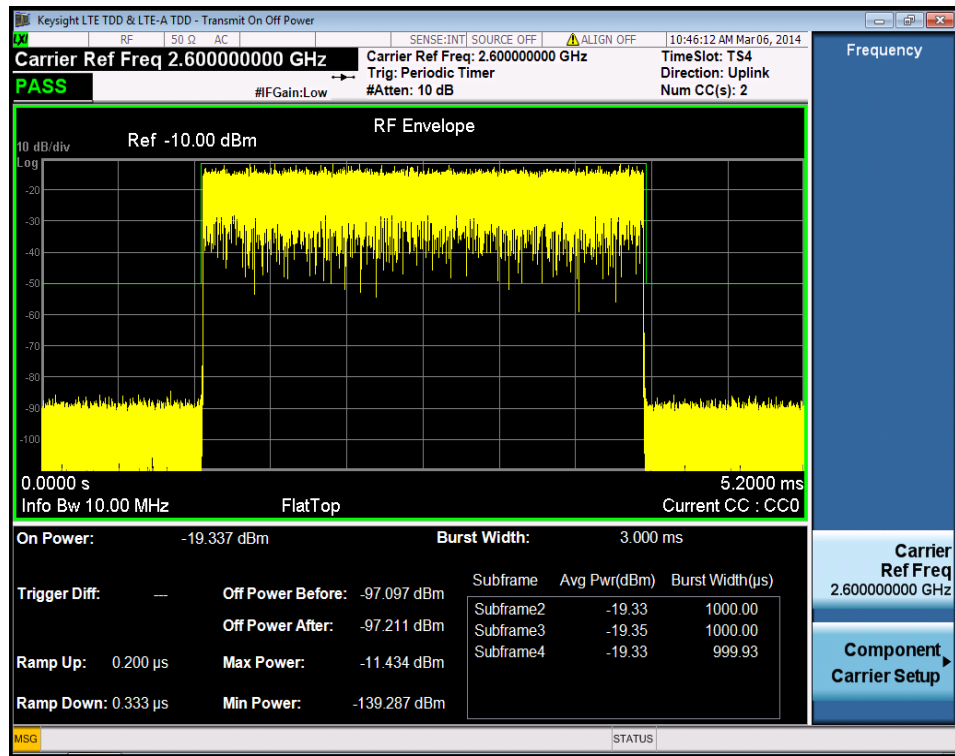 Keysight LTE TDD & LTE-A TDD - Transmit On Off Power
LXI RF 50 Ω AC SENSE:INT SOURCE OFF ALIGN OFF 10:46:12 AM Mar 06, 2014
Carrier Ref Freq 2.600000000 GHz
Carrier Ref Freq: 2.600000000 GHz
TimeSlot: TS4
Trig: Periodic Timer
Direction: Uplink
PASS
#IFGain:Low
#Atten: 10 dB
Num CC(s): 2
Frequency
RF Envelope
10 dB/div
Ref -10.00 dBm
Log
-20
-30
-40
-50
-60
-70
-80
-90
-100
0.0000 s
5.2000 ms
Info Bw 10.00 MHz
FlatTop
Current CC : CC0
On Power: -19.337 dBm
Burst Width: 3.000 ms
Trigger Diff: ---
Off Power Before: -97.097 dBm
Off Power After: -97.211 dBm
Ramp Up: 0.200 µs
Max Power: -11.434 dBm
Ramp Down: 0.333 µs
Min Power: -139.287 dBm
Subframe Avg Pwr(dBm) Burst Width(µs)
Subframe2 -19.33 1000.00
Subframe3 -19.35 1000.00
Subframe4 -19.33 999.93
Carrier
Ref Freq
2.600000000 GHz
Component
Carrier Setup
MSG
STATUS